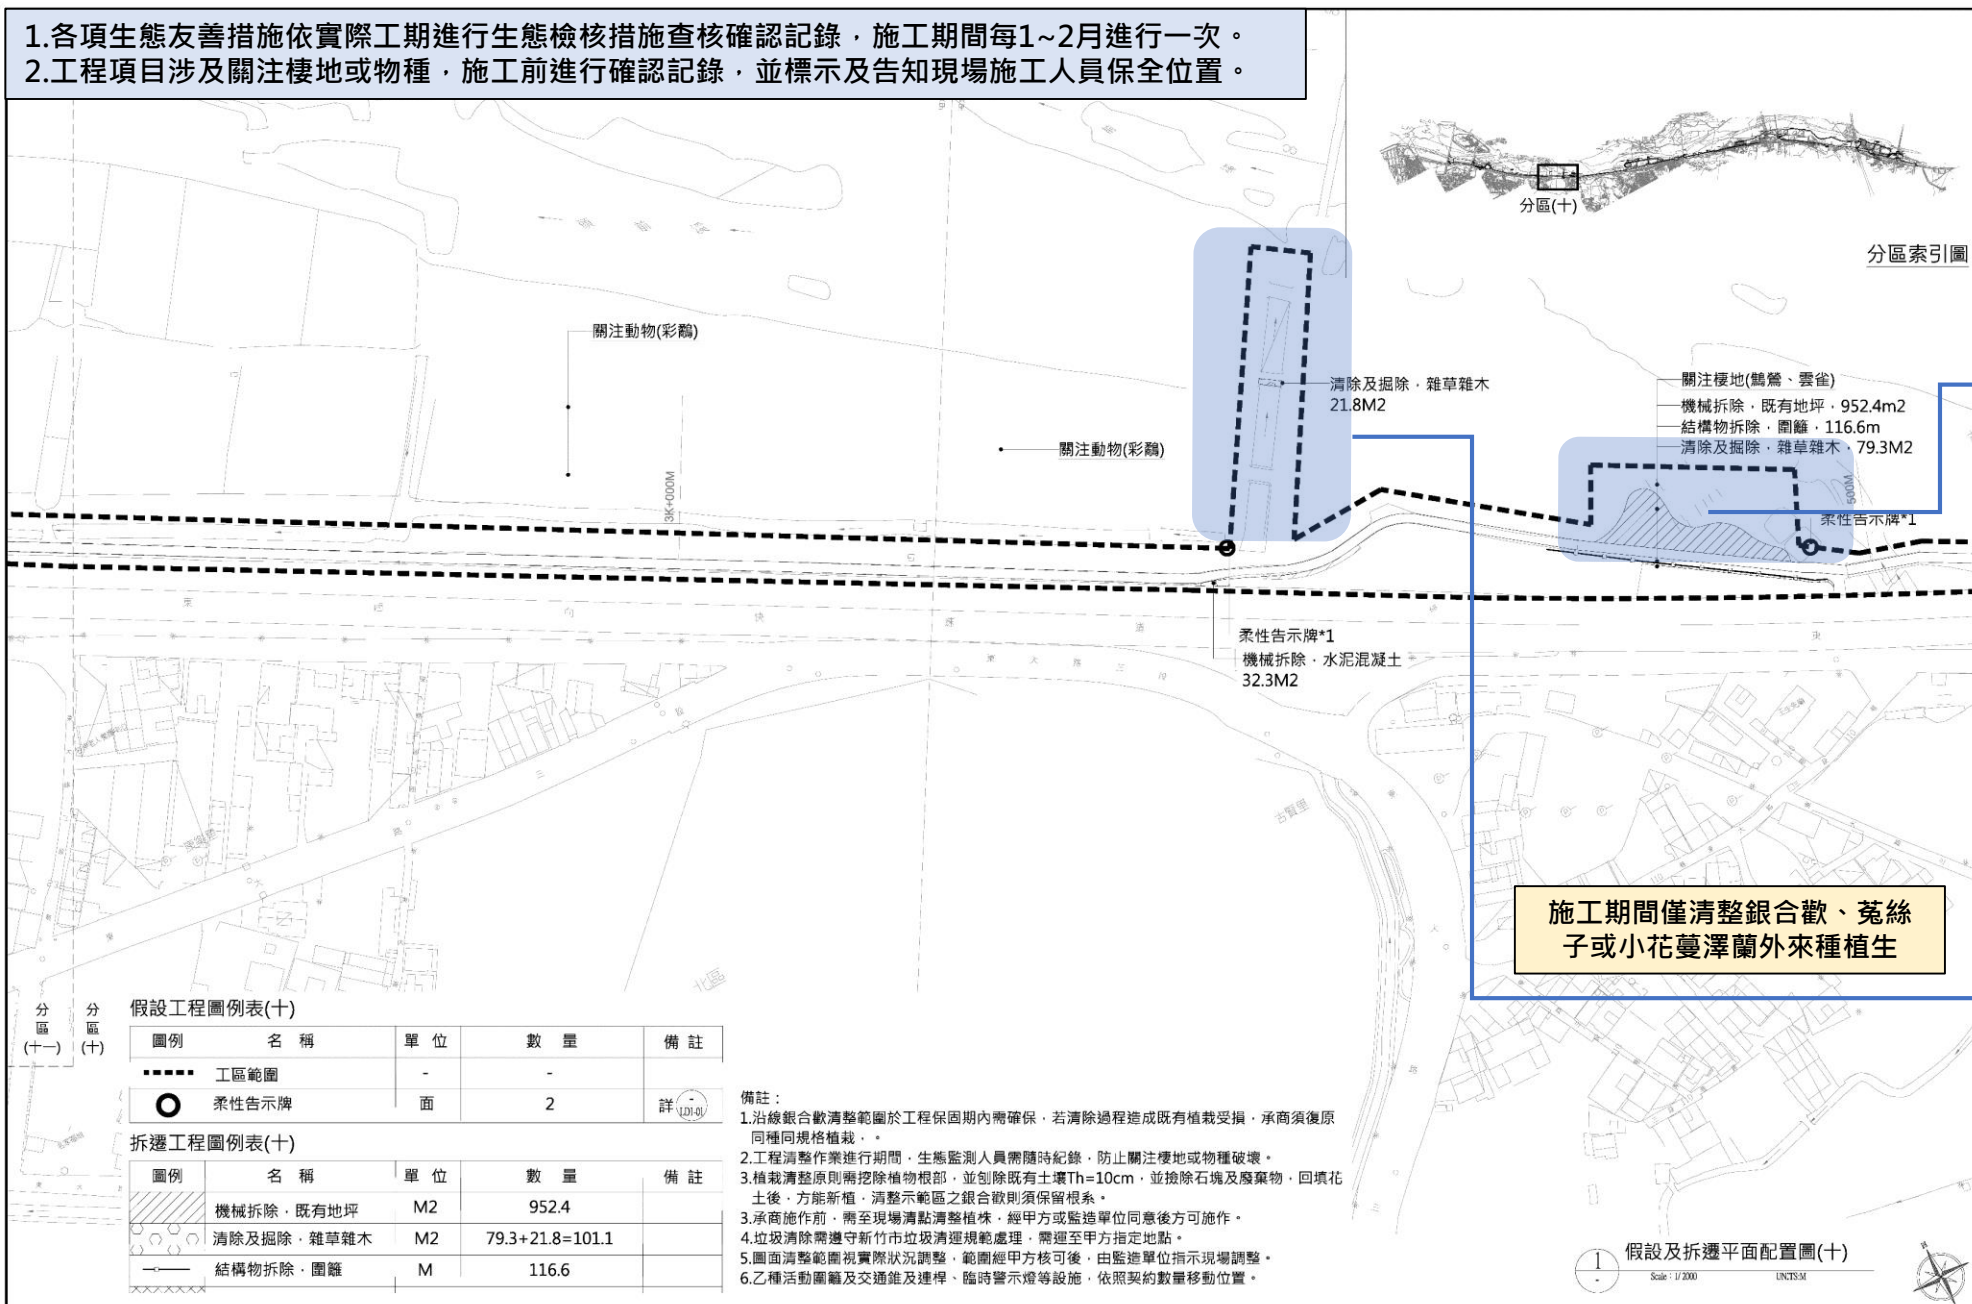 1.各項生態友善措施依實際工期進行生態檢核措施查核確認記錄，施工期間每1~2月進行一次。
2.工程項目涉及關注棲地或物種，施工前進行確認記錄，並標示及告知現場施工人員保全位置。
分區(十)
分區索引圖
關注動物(彩鷸)
關注動物(彩鷸)
3K+000M
清除及掘除，雜草雜木
21.8M2
關注棲地(鷦鶯、雲雀)
機械拆除，既有地坪，952.4m2
結構物拆除，圍籬，116.6m
清除及掘除，雜草雜木，79.3M2
500M
柔性告示牌*1
柔性告示牌*1
機械拆除，水泥混凝土
32.3M2
古賢里
北區
施工期間僅清整銀合歡、菟絲
子或小花蔓澤蘭外來種植生
分區(十一)
分區(十)
假設工程圖例表(十)
圖例 名 稱 單 位 數 量 備 註
工區範圍 - -
柔性告示牌 面 2 詳 - LD1-01
拆遷工程圖例表(十)
圖例 名 稱 單 位 數 量 備 註
機械拆除，既有地坪 M2 952.4
清除及掘除，雜草雜木 M2 79.3+21.8=101.1
結構物拆除，圍籬 M 116.6
備註：
1.沿線銀合歡清整範圍於工程保固期內需確保，若清除過程造成既有植栽受損，承商須復原
同種同規格植栽，。
2.工程清整作業進行期間，生態監測人員需隨時紀錄，防止關注棲地或物種破壞。
3.植栽清整原則需挖除植物根部，並刨除既有土壤Th=10cm，並撿除石塊及廢棄物，回填花
土後，方能新植，清整示範區之銀合歡則須保留根系。
3.承商施作前，需至現場清點清整植株，經甲方或監造單位同意後方可施作。
4.垃圾清除需遵守新竹市垃圾清運規範處理，需運至甲方指定地點。
5.圖面清整範圍視實際狀況調整，範圍經甲方核可後，由監造單位指示現場調整。
6.乙種活動圍籬及交通錐及連桿、臨時警示燈等設施，依照契約數量移動位置。
1
-
假設及拆遷平面配置圖(十)
Scale : 1/ 2000 UNITS:M